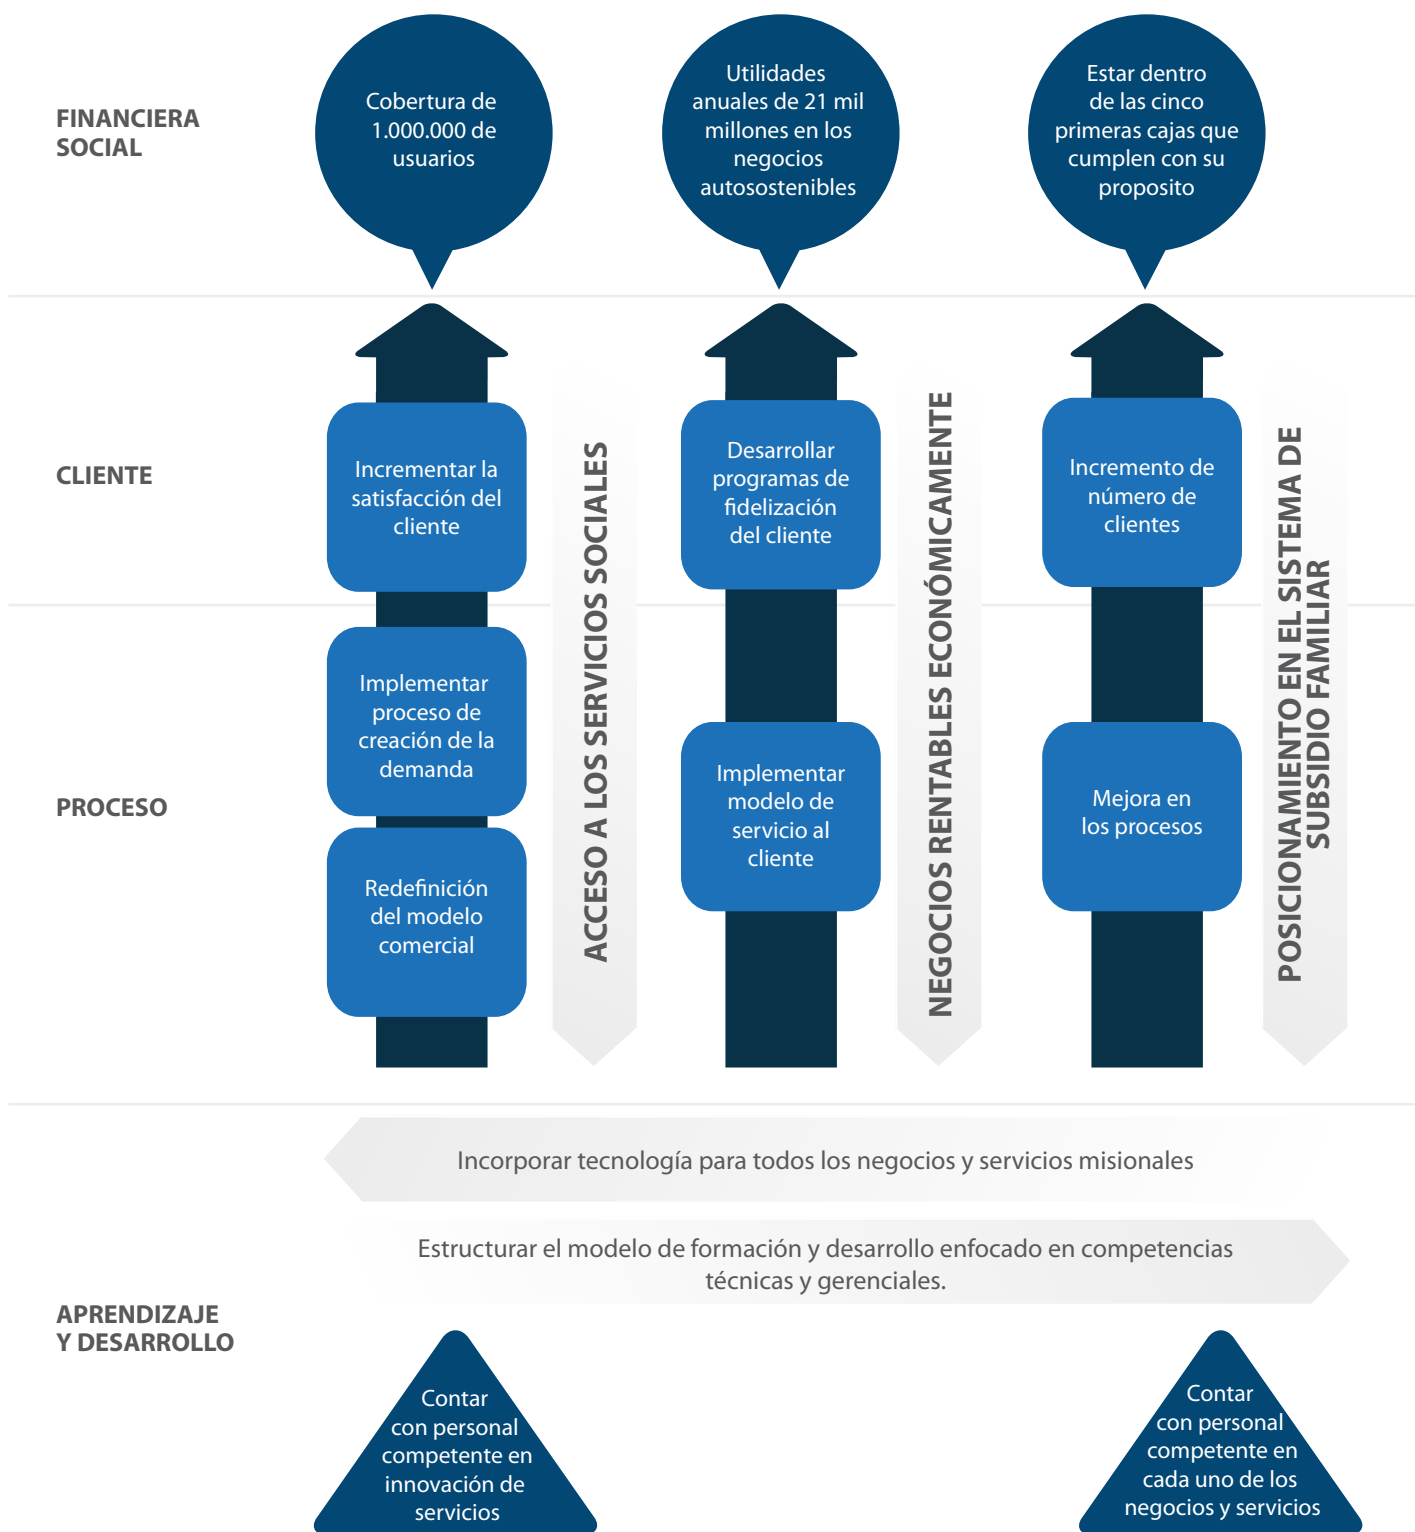 FINANCIERA
SOCIAL
Cobertura de
1.000.000 de
usuarios
Utilidades
anuales de 21 mil
millones en los
negocios
autosostenibles
Estar dentro
de las cinco
primeras cajas que
cumplen con su
proposito
CLIENTE
Incrementar la
satisfacción del
cliente
Desarrollar
programas de
fidelización
del cliente
Incremento de
número de
clientes
PROCESO
Implementar
proceso de
creación de la
demanda
Redefinición
del modelo
comercial
ACCESO A LOS SERVICIOS SOCIALES
Implementar
modelo de
servicio al
cliente
NEGOCIOS RENTABLES ECONÓMICAMENTE
Mejora en
los procesos
POSICIONAMIENTO EN EL SISTEMA DE
SUBSIDIO FAMILIAR
APRENDIZAJE
Y DESARROLLO
Incorporar tecnología para todos los negocios y servicios misionales
Estructurar el modelo de formación y desarrollo enfocado en competencias
técnicas y gerenciales.
Contar
con personal
competente en
innovación de
servicios
Contar
con personal
competente en
cada uno de los
negocios y servicios